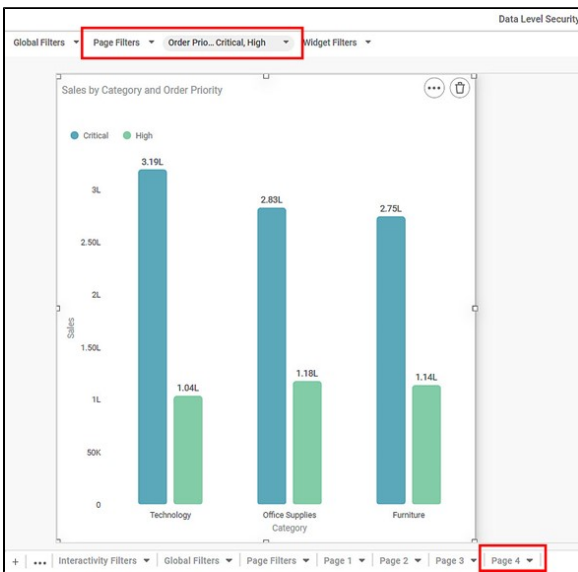 Data Level Security
Global Filters Page Filters Order Prio... Critical, High Widget Filters
Sales by Category and Order Priority
Critical High
3.19L
2.83L
2.75L
1.04L
1.18L
1.14L
3L
2.50L
2L
1.50L
1L
50K
0
Sales
Technology Office Supplies Furniture
Category
+ ... Interactivity Filters Global Filters Page Filters Page 1 Page 2 Page 3 Page 4